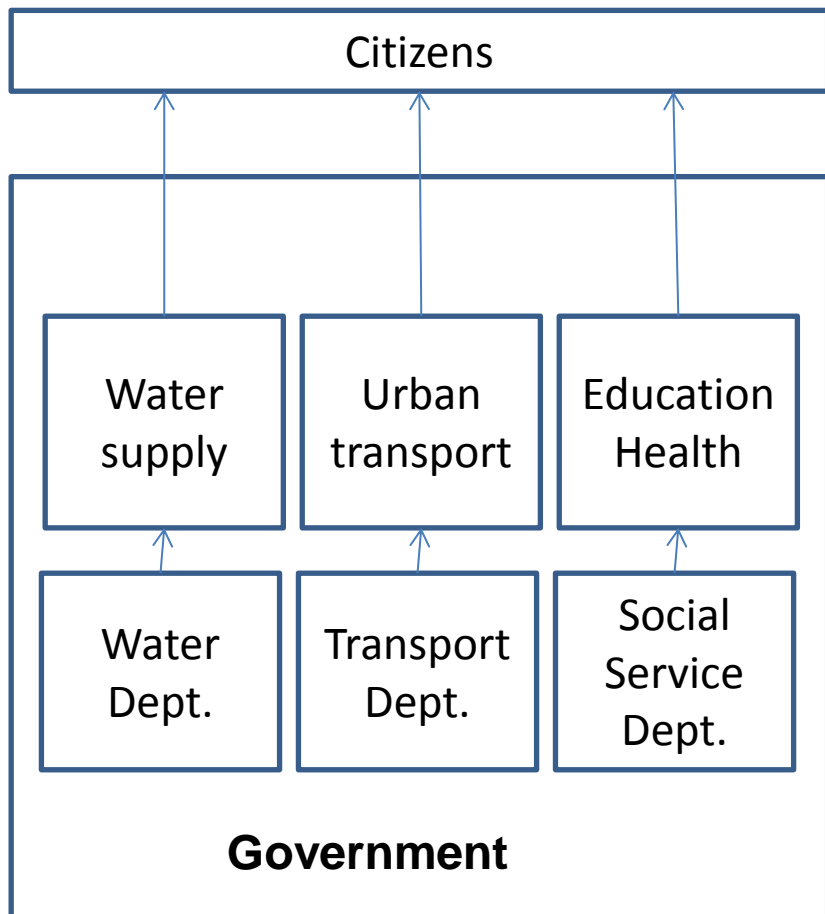 Citizens
Water
supply
Urban
transport
Education
Health
Water
Dept.
Transport
Dept.
Social
Service
Dept.
Government